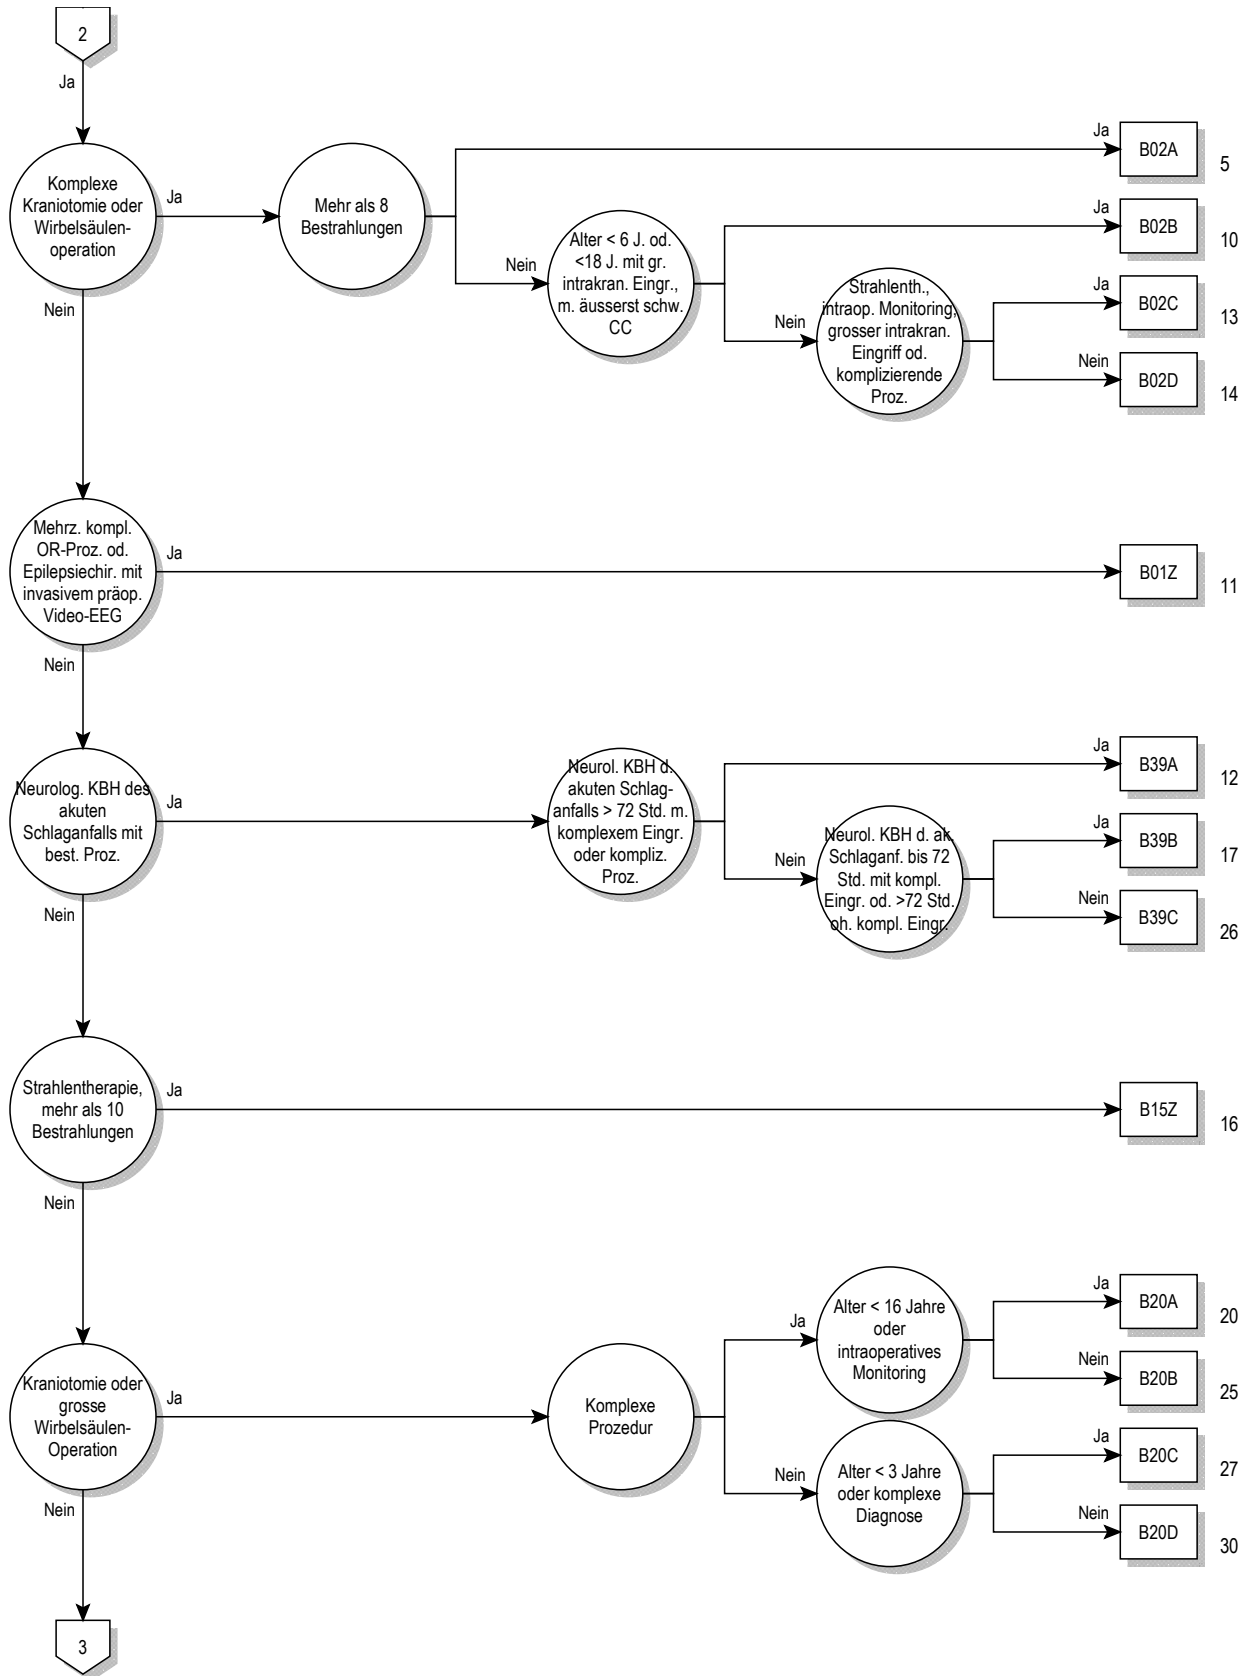 2
Ja
Komplexe
Kraniotomie oder
Wirbelsäulen-
operation
Ja
Mehr als 8
Bestrahlungen
Ja
B02A
5
Nein
Alter < 6 J. od.
<18 J. mit gr.
intrakran. Eingr.,
m. äusserst schw.
CC
Ja
B02B
10
Nein
Strahlenth.,
intraop. Monitoring,
grosser intrakran.
Eingriff od.
komplizierende
Proz.
Ja
B02C
13
Nein
B02D
14
Nein
Mehrz. kompl.
OR-Proz. od.
Epilepsiechir. mit
invasivem präop.
Video-EEG
Ja
B01Z
11
Nein
Neurolog. KBH des
akuten
Schlaganfalls mit
best. Proz.
Ja
Neurol. KBH d.
akuten Schlag-
anfalls > 72 Std. m.
komplexem Eingr.
oder kompliz.
Proz.
Ja
B39A
12
Nein
Neurol. KBH d. ak.
Schlaganf. bis 72
Std. mit kompl.
Eingr. od. >72 Std.
oh. kompl. Eingr.
Ja
B39B
17
Nein
B39C
26
Nein
Strahlentherapie,
mehr als 10
Bestrahlungen
Ja
B15Z
16
Nein
Kraniotomie oder
grosse
Wirbelsäulen-
Operation
Ja
Komplexe
Prozedur
Ja
Alter < 16 Jahre
oder
intraoperatives
Monitoring
Ja
B20A
20
Nein
B20B
25
Nein
Alter < 3 Jahre
oder komplexe
Diagnose
Ja
B20C
27
Nein
B20D
30
Nein
3